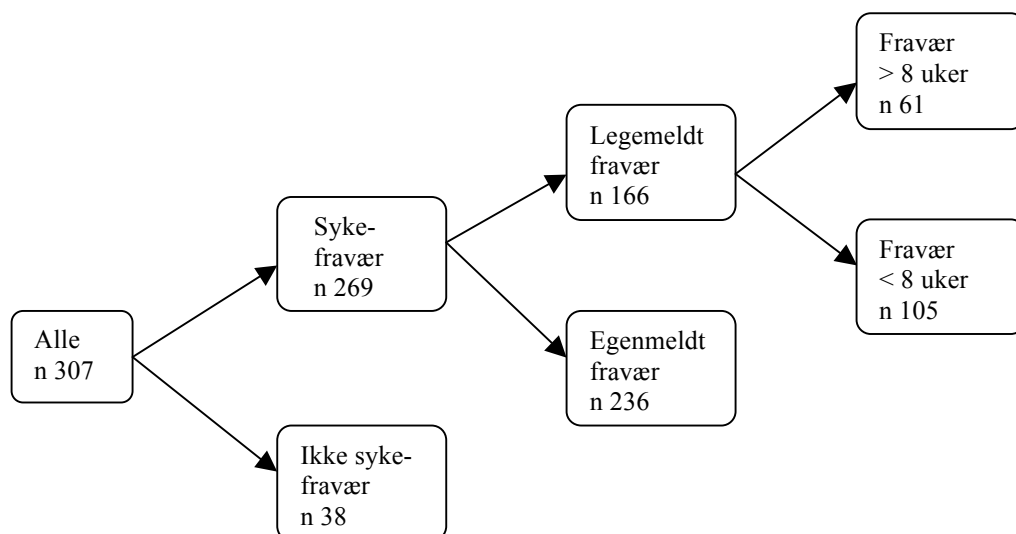 Alle
n 307
Syke-
fravær
n 269
Ikke syke-
fravær
n 38
Legemeldt
fravær
n 166
Egenmeldt
fravær
n 236
Fravær
> 8 uker
n 61
Fravær
< 8 uker
n 105